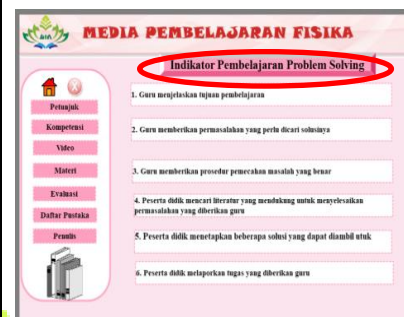 MEDIA PEMBELAJARAN FISIKA
Indikator Pembelajaran Problem Solving
1. Guru menjelaskan tujuan pembelajaran
2. Guru memberikan permasalahan yang perlu dicari solusinya
3. Guru memberikan prosedur pemecahan masalah yang benar
4. Peserta didik mencari literatur yang mendukung untuk menyelesaikan
permasalahan yang diberikan guru
5. Peserta didik menetapkan beberapa solusi yang dapat diambil utuk
6. Peserta didik melaporkan tugas yang diberikan guru
Petunjuk
Kompetensi
Video
Materi
Evaluasi
Daftar Pustaka
Penulis